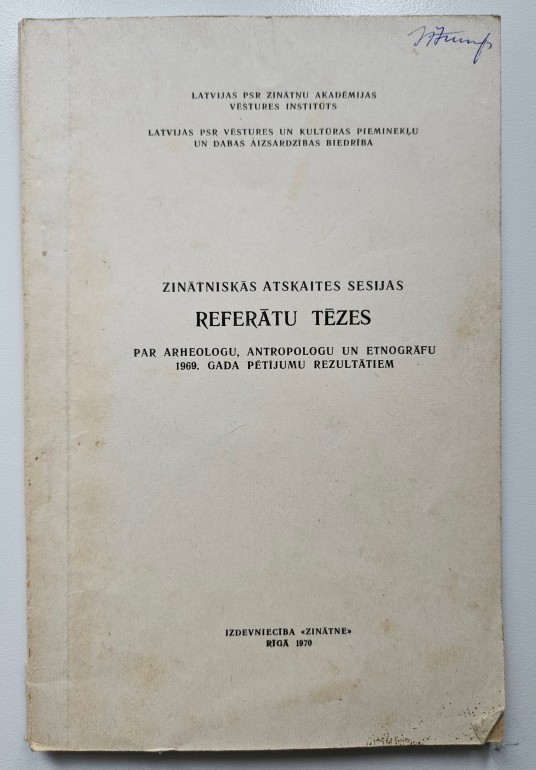 LATVIJAS PSR ZINĀTŅU AKADĒMIJAS
VĒSTURES INSTITŪTS
LATVIJAS PSR VĒSTURES UN KULTŪRAS PIEMINEKĻU
UN DABAS AIZSARDZĪBAS BIEDRĪBA
ZINĀTNISKĀS ATSKAITES SESIJAS
REFERĀTU TĒZES
PAR ARHEOLOGU, ANTROPOLOGU UN ETNOGRĀFU
1969. GADA PĒTĪJUMU REZULTĀTIEM
IZDEVNIECĪBA «ZINĀTNE»
RĪGĀ 1970